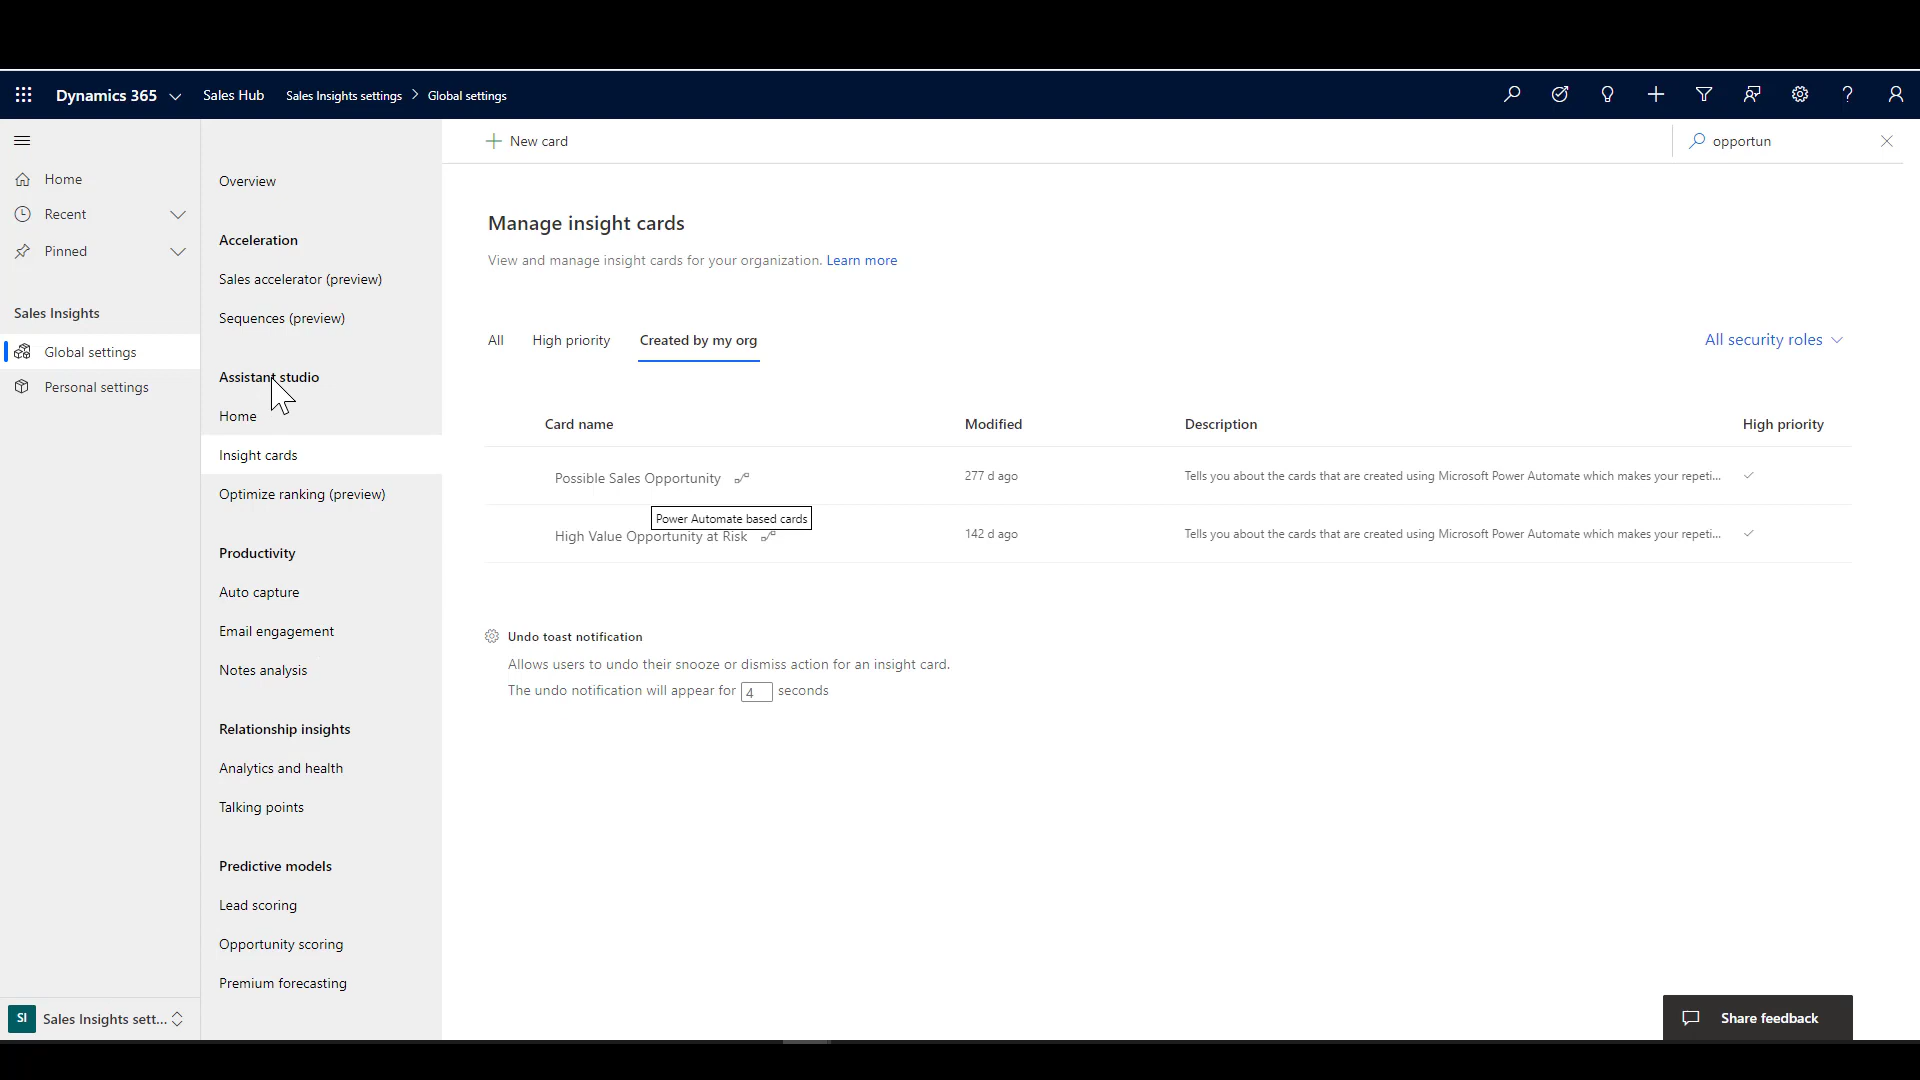 Dynamics 365
Sales Hub
Sales Insights settings
Global settings
Home
Recent
Pinned
Sales Insights
Global settings
Personal settings
SI
Sales Insights sett...
Overview
Acceleration
Sales accelerator (preview)
Sequences (preview)
Assistant studio
Home
Insight cards
Optimize ranking (preview)
Productivity
Auto capture
Email engagement
Notes analysis
Relationship insights
Analytics and health
Talking points
Predictive models
Lead scoring
Opportunity scoring
Premium forecasting
New card
opportun
Manage insight cards
View and manage insight cards for your organization. Learn more
All
High priority
Created by my org
All security roles
Card name
Modified
Description
High priority
Possible Sales Opportunity
277 d ago
Tells you about the cards that are created using Microsoft Power Automate which makes your repeti...
Power Automate based cards
High Value Opportunity at Risk
142 d ago
Tells you about the cards that are created using Microsoft Power Automate which makes your repeti...
Undo toast notification
Allows users to undo their snooze or dismiss action for an insight card.
The undo notification will appear for 4 seconds
Share feedback